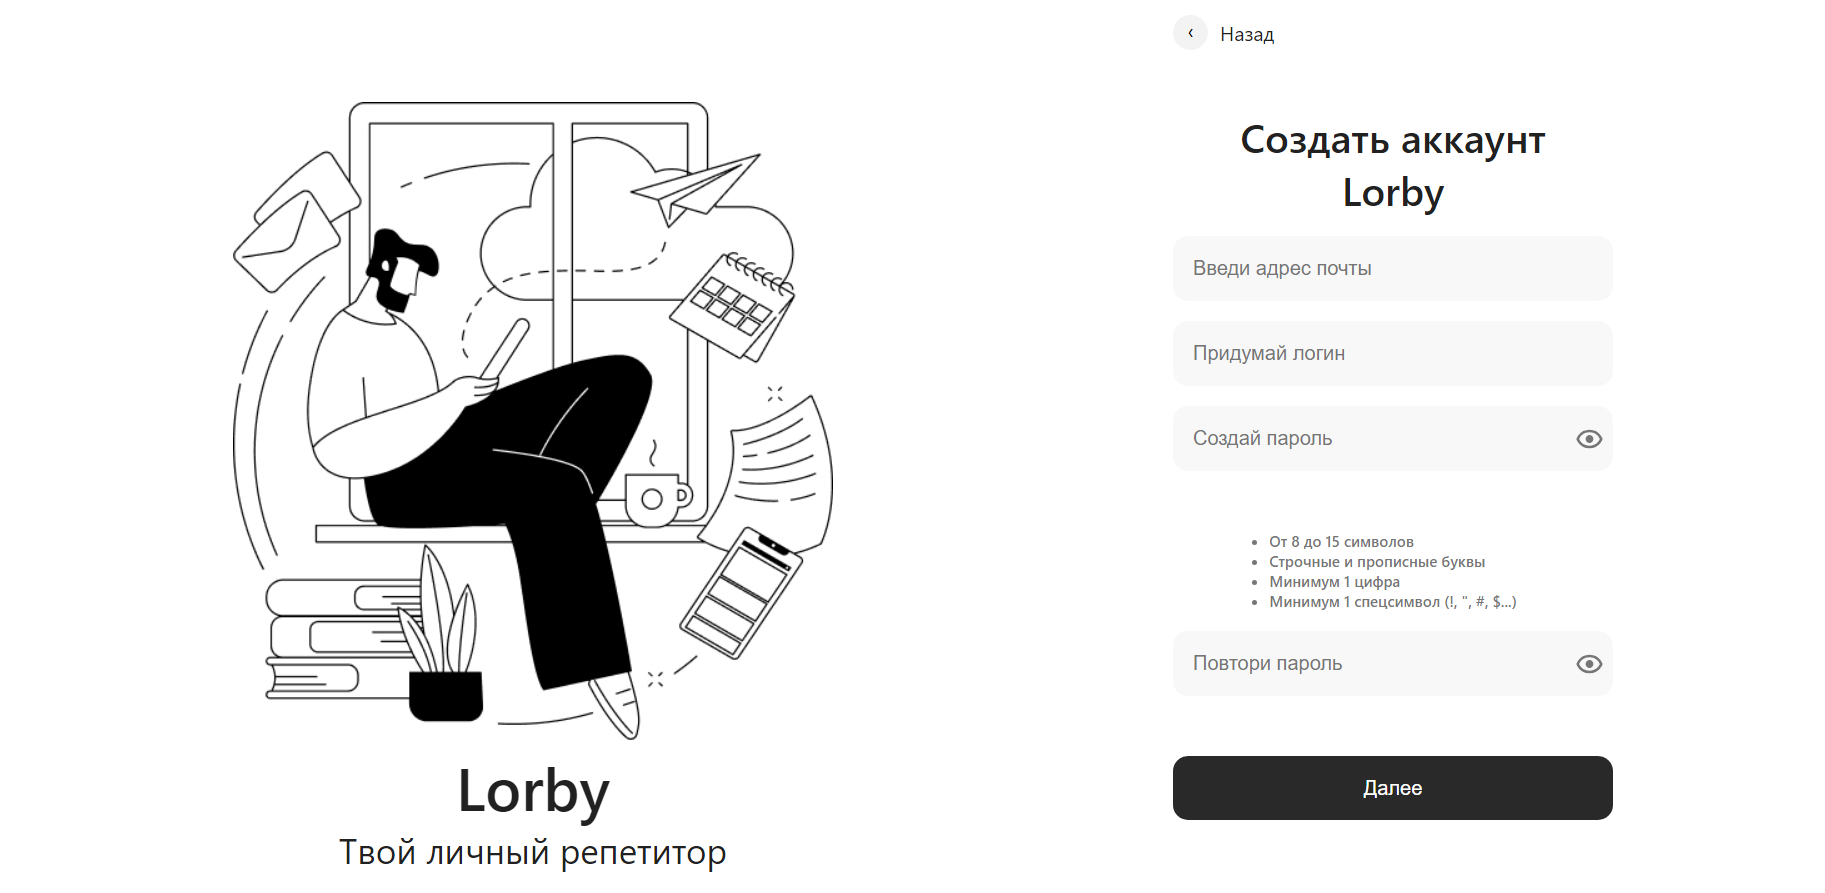 Lorby
Твой личный репетитор
‹ Назад
Создать аккаунт
Lorby
Введи адрес почты
Придумай логин
Создай пароль
• От 8 до 15 символов
• Строчные и прописные буквы
• Минимум 1 цифра
• Минимум 1 спецсимвол (!, ", #, $...)
Повтори пароль
Далее